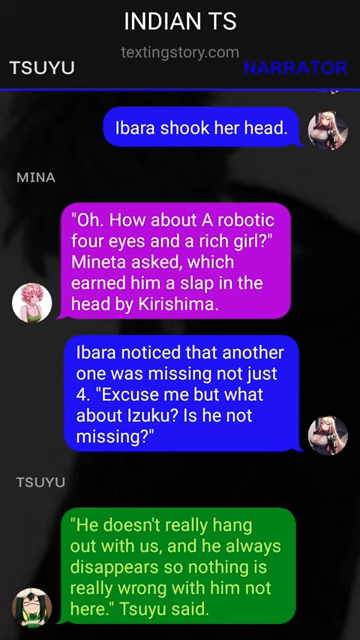 INDIAN TS
textingstory.com
TSUYU
NARRATOR
Ibara shook her head.
MINA
"Oh. How about A robotic
four eyes and a rich girl?"
Mineta asked, which
earned him a slap in the
head by Kirishima.
Ibara noticed that another
one was missing not just
4. "Excuse me but what
about Izuku? Is he not
missing?"
TSUYU
"He doesn't really hang
out with us, and he always
disappears so nothing is
really wrong with him not
here." Tsuyu said.